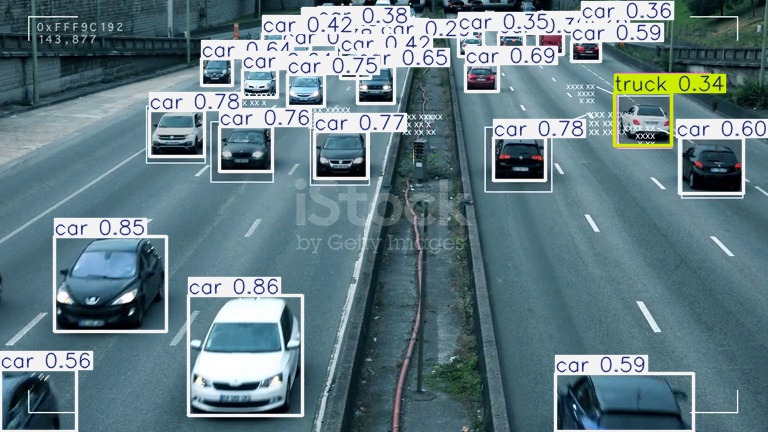 0xFFF9C192
143,877
car 0.38
car 0.35
car 0.36
car 0.59
car 0.64
car 0.42
car 0.75
car 0.65
car 0.69
truck 0.34
car 0.78
car 0.76
car 0.77
car 0.78
car 0.60
iStock
by Getty Images
car 0.85
car 0.86
car 0.56
car 0.59